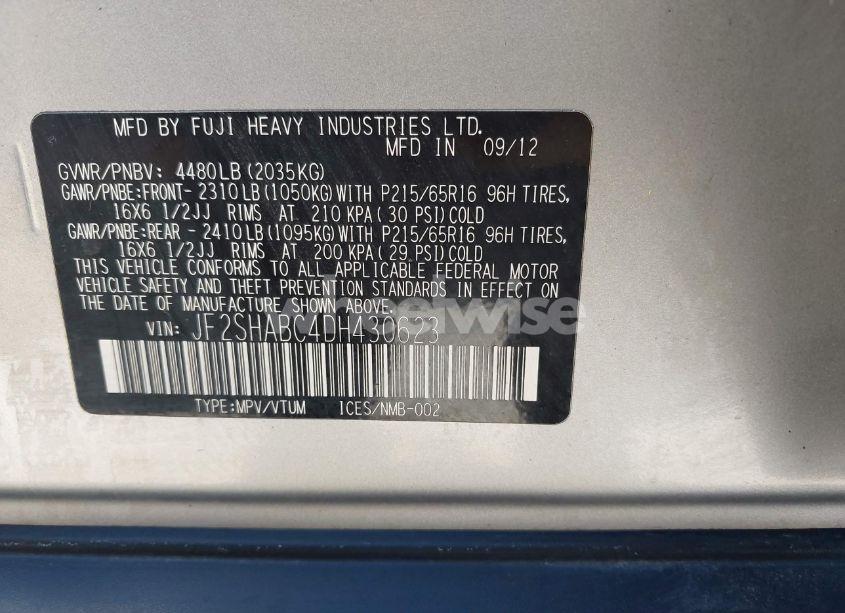 MFD BY FUJI HEAVY INDUSTRIES LTD.
MFD IN 09/12
GVWR/PNBV: 4480LB(2035KG)
GAWR/PNBE:FRONT- 2310LB(1050KG)WITH P215/65R16 96H TIRES,
16X6 1/2JJ RIMS AT 210 KPA(30 PSI)COLD
GAWR/PNBE:REAR - 2410LB(1095KG)WITH P215/65R16 96H TIRES,
16X6 1/2JJ RIMS AT 200 KPA(29.PSI)COLD
THIS VEHICLE CONFORMS TO ALL APPLICABLE FEDERAL MOTOR
VEHICLE SAFETY AND THEFT PREVENTION STANDARDS IN EFFECT ON
THE DATE OF MANUFACTURE SHOWN ABOVE.
VIN: JF2SHABC4DH430623
TYPE:MPV/VTUM ICES/NMB-002